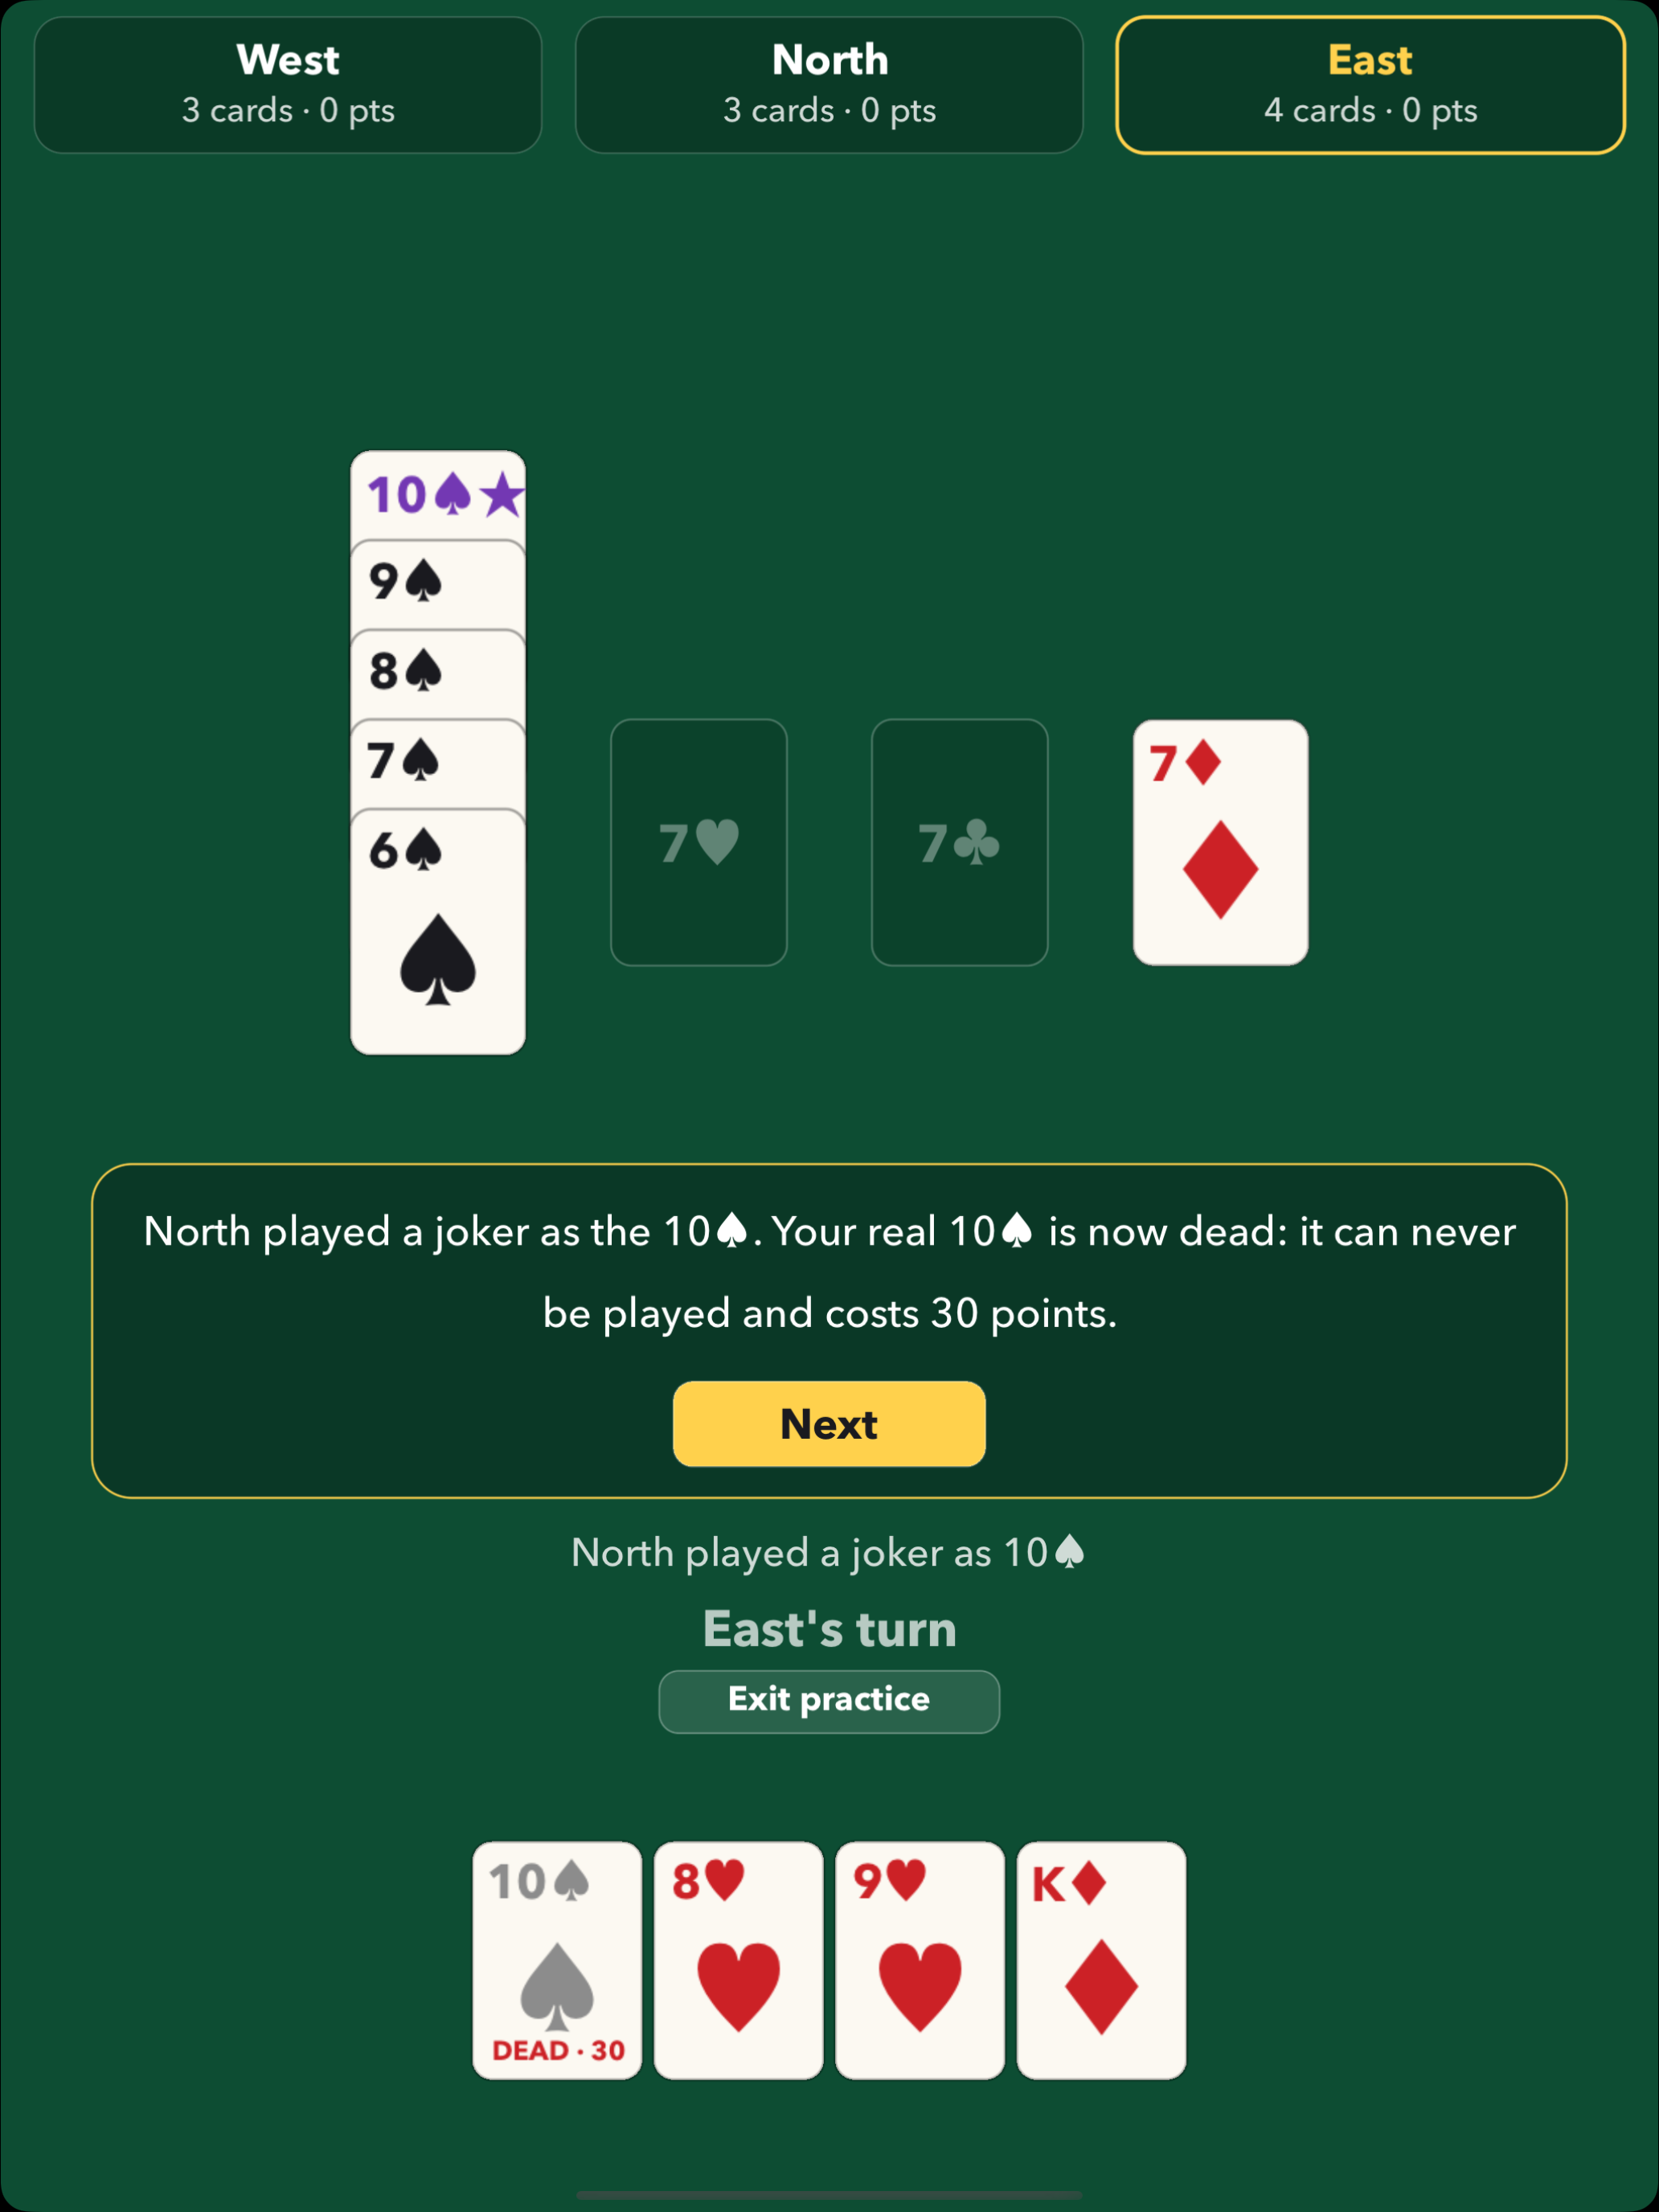 West
3 cards · 0 pts
North
3 cards · 0 pts
East
4 cards · 0 pts
10♠★
9♠
8♠
7♠
6♠
7♥
7♣
7♦
North played a joker as the 10♠. Your real 10♠ is now dead: it can never
be played and costs 30 points.
Next
North played a joker as 10♠
East's turn
Exit practice
10♠
DEAD · 30
8♥
9♥
K♦